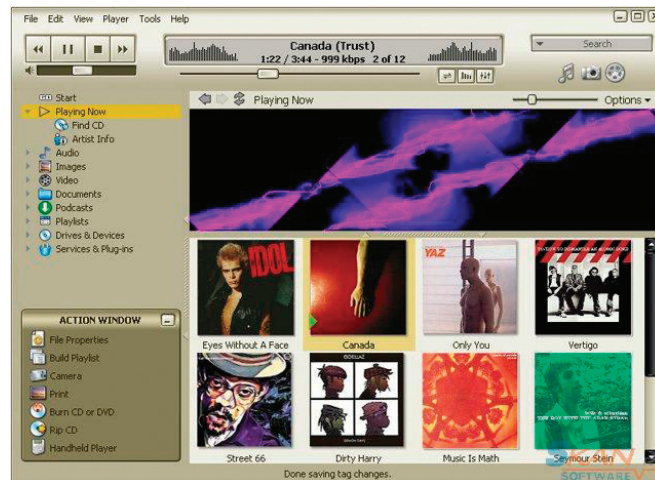 File Edit View Player Tools Help
Canada (Trust)
1:22 / 3:44 - 999 kbps 2 of 12
Search
Start
Playing Now
Find CD
Artist Info
Audio
Images
Video
Documents
Podcasts
Playlists
Drives & Devices
Services & Plug-ins
Playing Now
Options
ACTION WINDOW
File Properties
Build Playlist
Camera
Print
Burn CD or DVD
Rip CD
Handheld Player
IDOL
YAZ
Eyes Without A Face
Canada
Only You
Vertigo
GORILLAZ
Street 66
Dirty Harry
Music Is Math
Seymour Stein
Done saving tag changes.
SOFTWARE